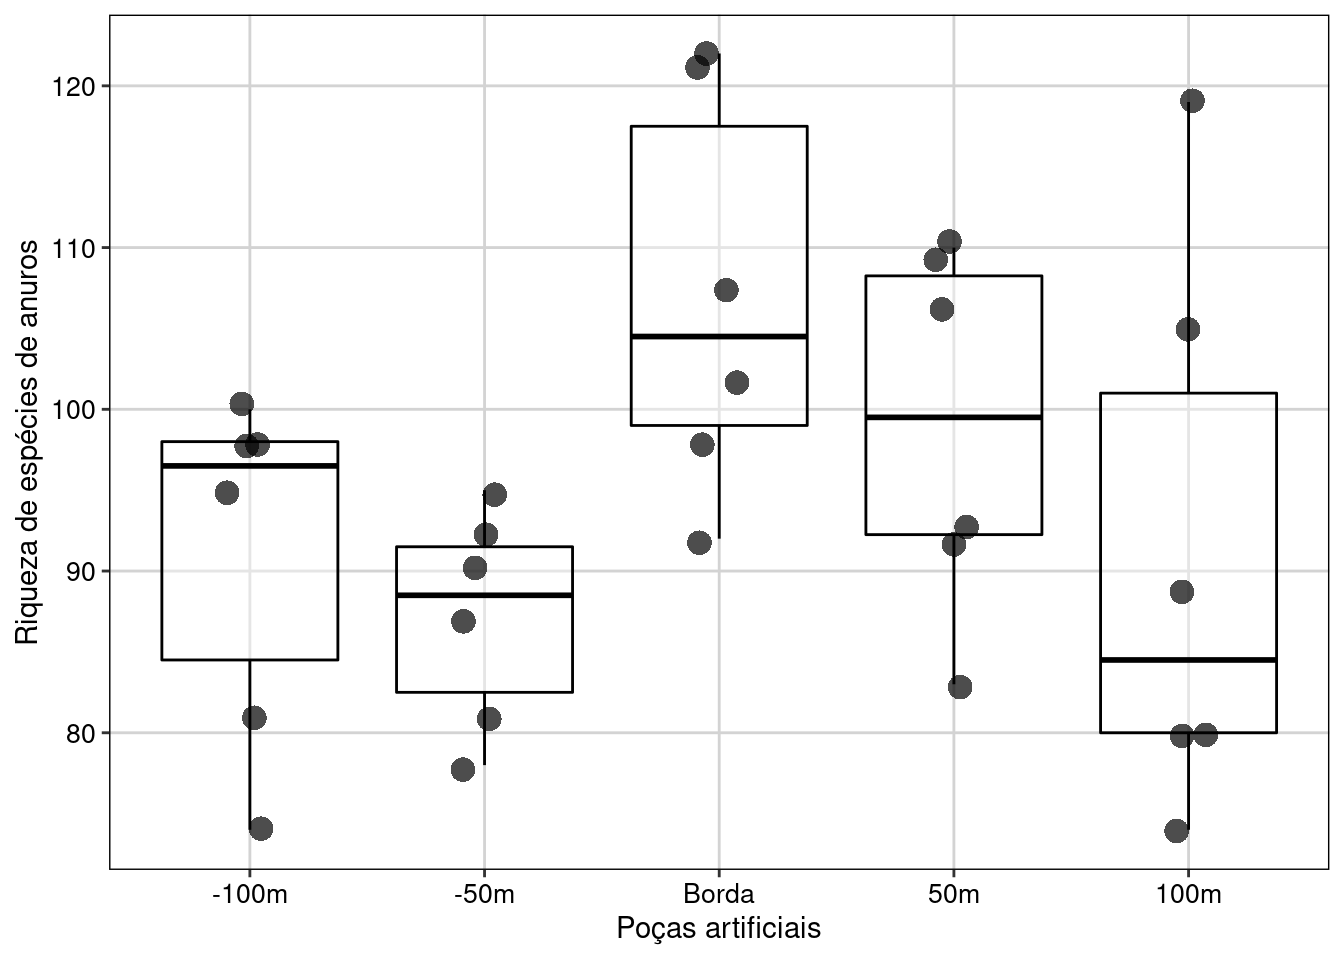 Riqueza de espécies de anuros
120
110
100
90
80
-100m
-50m
Borda
50m
100m
Poças artificiais